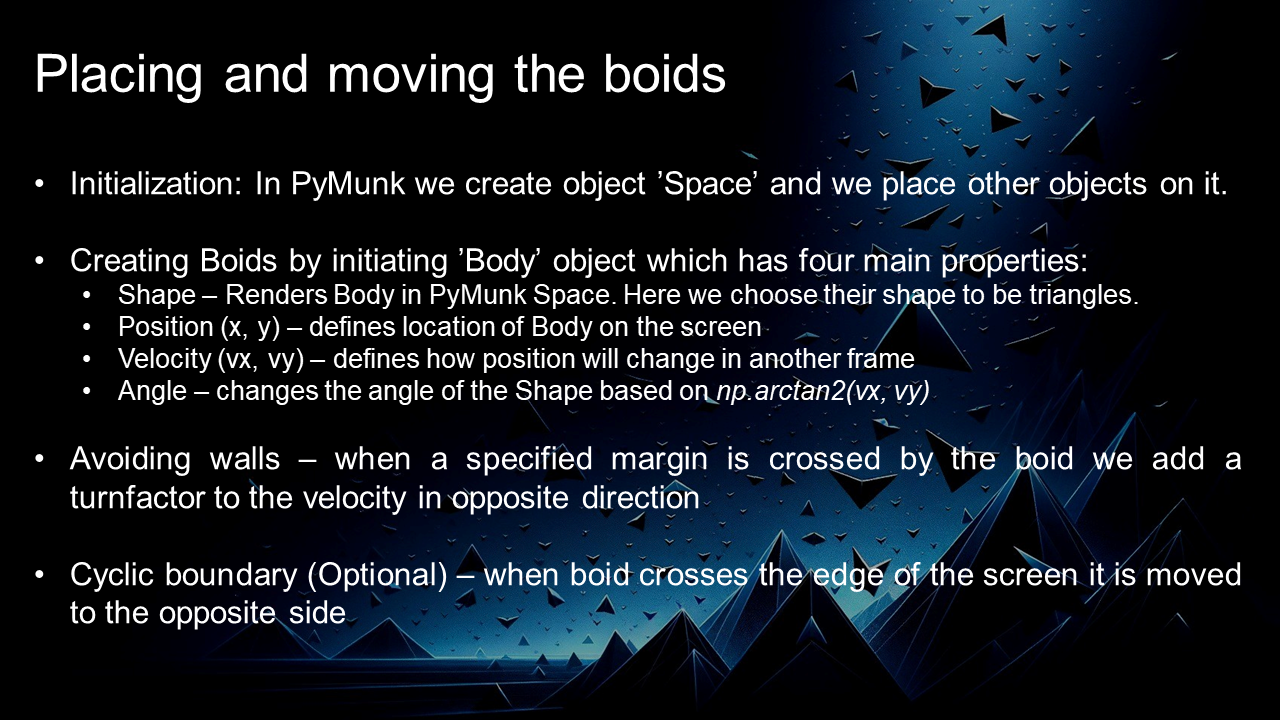 Placing and moving the boids
• Initialization: In PyMunk we create object ’Space’ and we place other objects on it.
• Creating Boids by initiating ’Body’ object which has four main properties:
• Shape – Renders Body in PyMunk Space. Here we choose their shape to be triangles.
• Position (x, y) – defines location of Body on the screen
• Velocity (vx, vy) – defines how position will change in another frame
• Angle – changes the angle of the Shape based on np.arctan2(vx, vy)
• Avoiding walls – when a specified margin is crossed by the boid we add a
turnfactor to the velocity in opposite direction
• Cyclic boundary (Optional) – when boid crosses the edge of the screen it is moved
to the opposite side